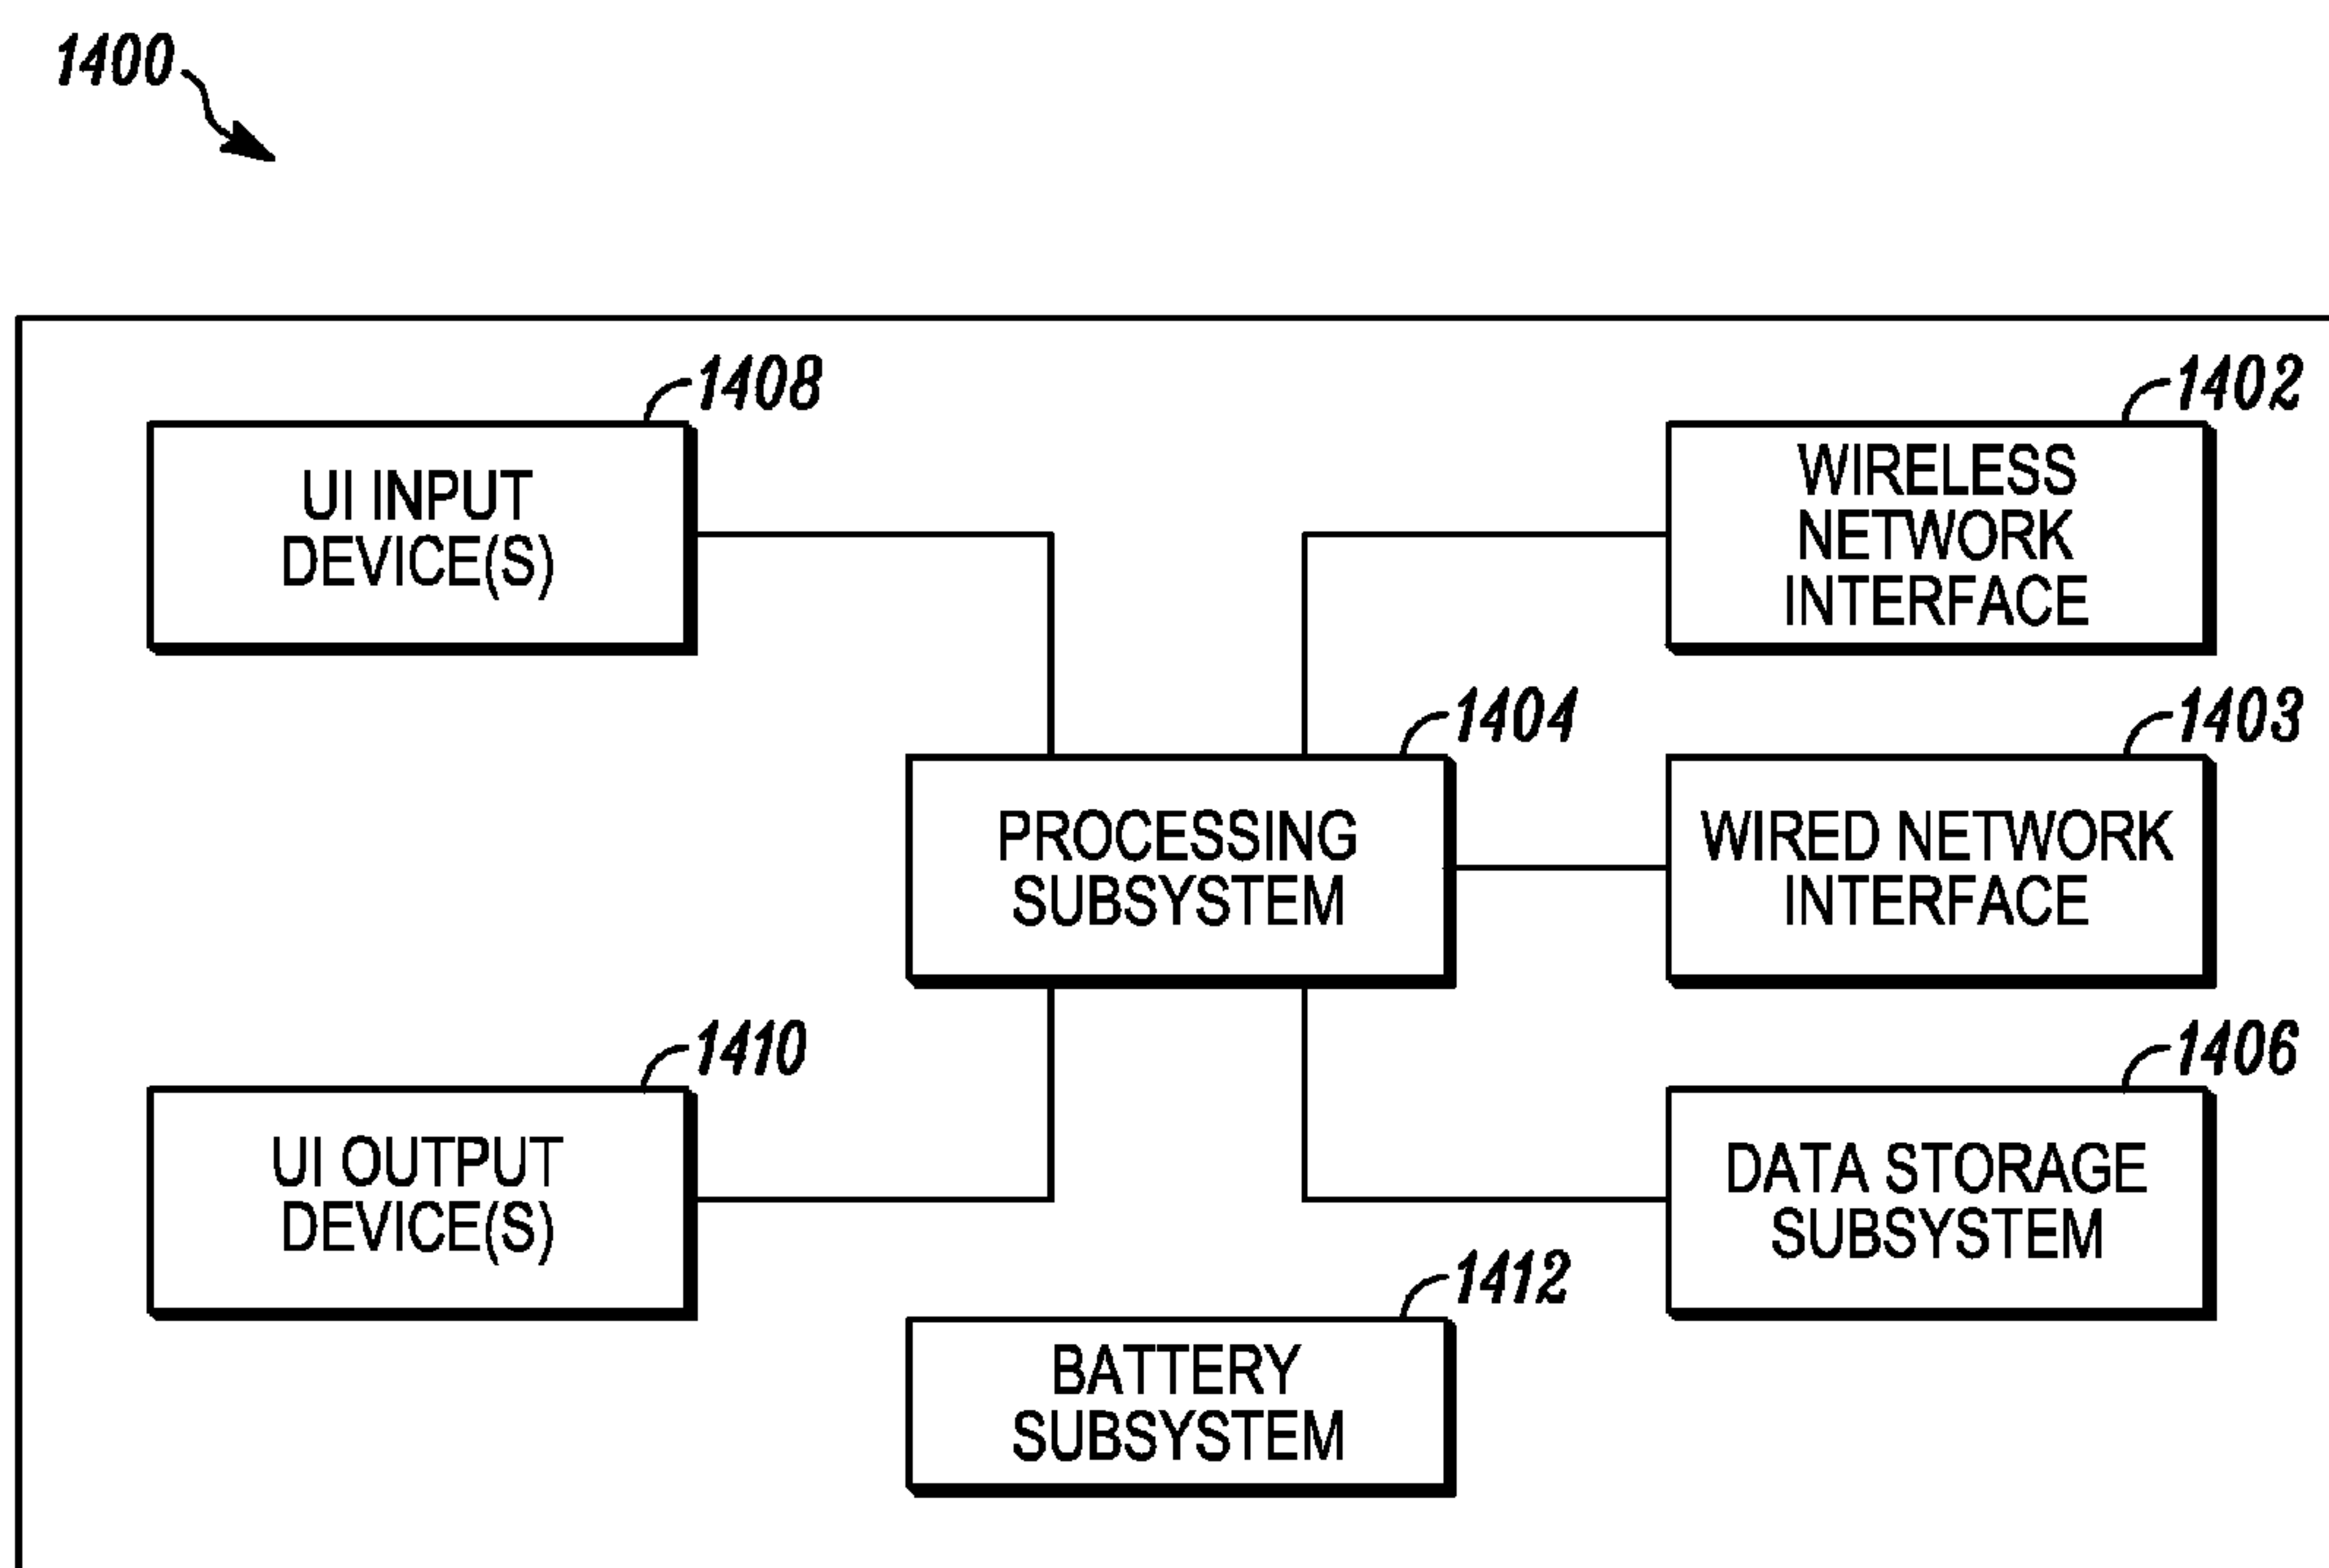 1400
1408
UI INPUT
DEVICE(S)
1402
WIRELESS
NETWORK
INTERFACE
1404
PROCESSING
SUBSYSTEM
1403
WIRED NETWORK
INTERFACE
1410
UI OUTPUT
DEVICE(S)
1406
DATA STORAGE
SUBSYSTEM
1412
BATTERY
SUBSYSTEM